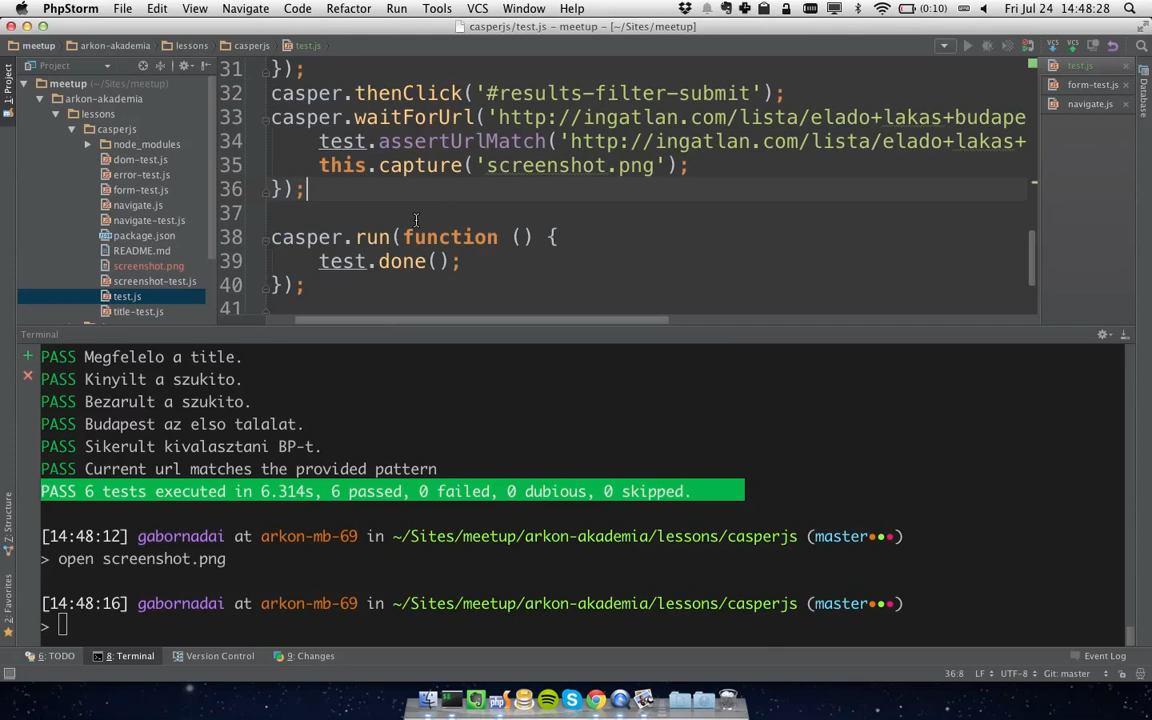 PhpStorm File Edit View Navigate Code Refactor Run Tools VCS Window Help (0:10) Fri Jul 24 14:48:28
casperjs/test.js – meetup – [~/Sites/meetup]
meetup arkon-akademia lessons casperjs test.js VCS VCS
1: Project
Project
meetup (~/Sites/meetup)
arkon-akademia
lessons
casperjs
node_modules
dom-test.js
error-test.js
form-test.js
navigate.js
navigate-test.js
package.json
README.md
screenshot.png
screenshot-test.js
test.js
title-test.js
31 });
32 casper.thenClick('#results-filter-submit');
33 casper.waitForUrl('http://ingatlan.com/lista/elado+lakas+budape
34 test.assertUrlMatch('http://ingatlan.com/lista/elado+lakas+
35 this.capture('screenshot.png');
36 });
37
38 casper.run(function () {
39 test.done();
40 });
41
test.js
form-test.js
navigate.js
Database
Terminal
PASS Megfelelo a title.
PASS Kinyilt a szukito.
PASS Bezarult a szukito.
PASS Budapest az elso talalat.
PASS Sikerult kivalasztani BP-t.
PASS Current url matches the provided pattern
PASS 6 tests executed in 6.314s, 6 passed, 0 failed, 0 dubious, 0 skipped.
[14:48:12] gabornadai at arkon-mb-69 in ~/Sites/meetup/arkon-akademia/lessons/casperjs (master•••)
> open screenshot.png
[14:48:16] gabornadai at arkon-mb-69 in ~/Sites/meetup/arkon-akademia/lessons/casperjs (master•••)
>
7: Structure
2: Favorites
6: TODO 8: Terminal Version Control 9: Changes Event Log
36:8 LF UTF-8 Git: master